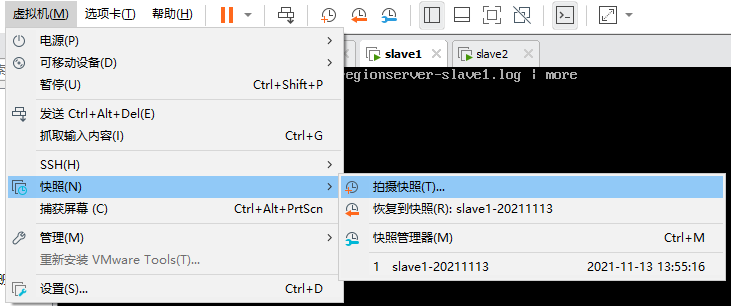 虚拟机(M) 选项卡(T) 帮助(H)
slave1 slave2
egionserver-slave1.log | more
电源(P)
可移动设备(D)
暂停(U) Ctrl+Shift+P
发送 Ctrl+Alt+Del(E)
抓取输入内容(I) Ctrl+G
SSH(H)
快照(N)
捕获屏幕 (C) Ctrl+Alt+PrtScn
管理(M)
重新安装 VMware Tools(T)...
设置(S)... Ctrl+D
拍摄快照(T)...
恢复到快照(R): slave1-20211113
快照管理器(M) Ctrl+M
1 slave1-20211113 2021-11-13 13:55:16